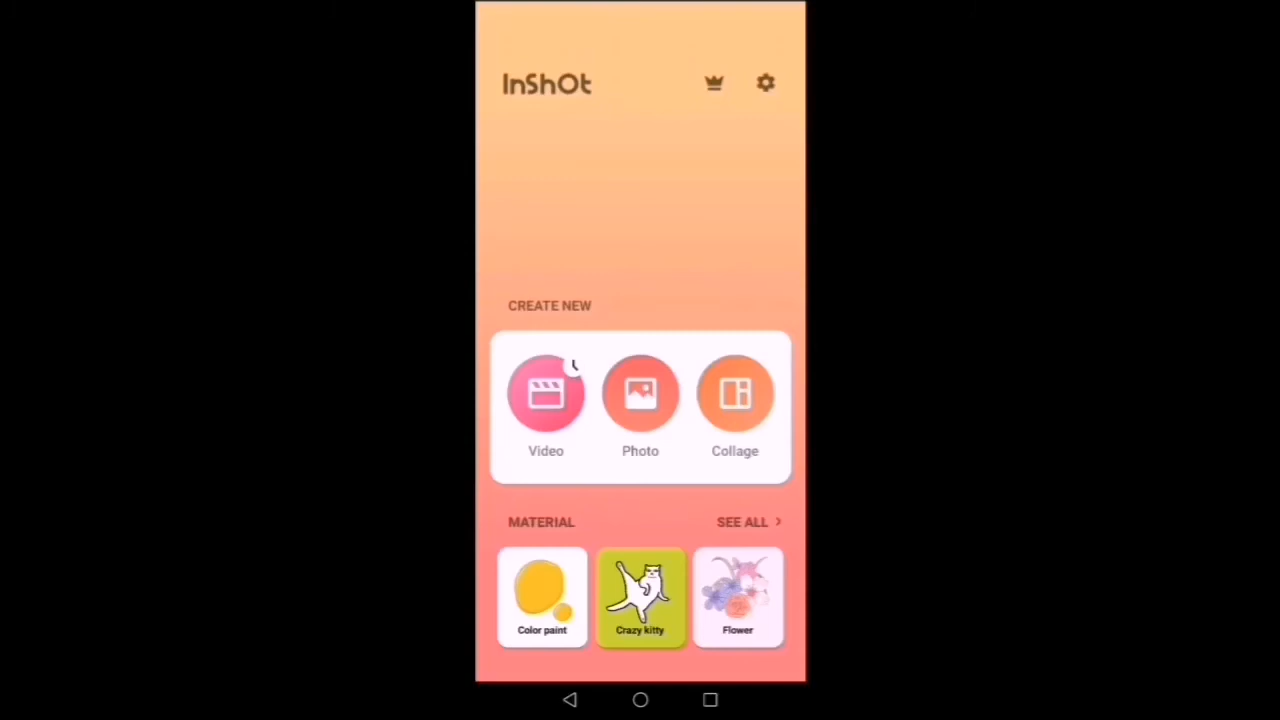 InShOt
CREATE NEW
Video Photo Collage
MATERIAL SEE ALL >
Color paint Crazy kitty Flower